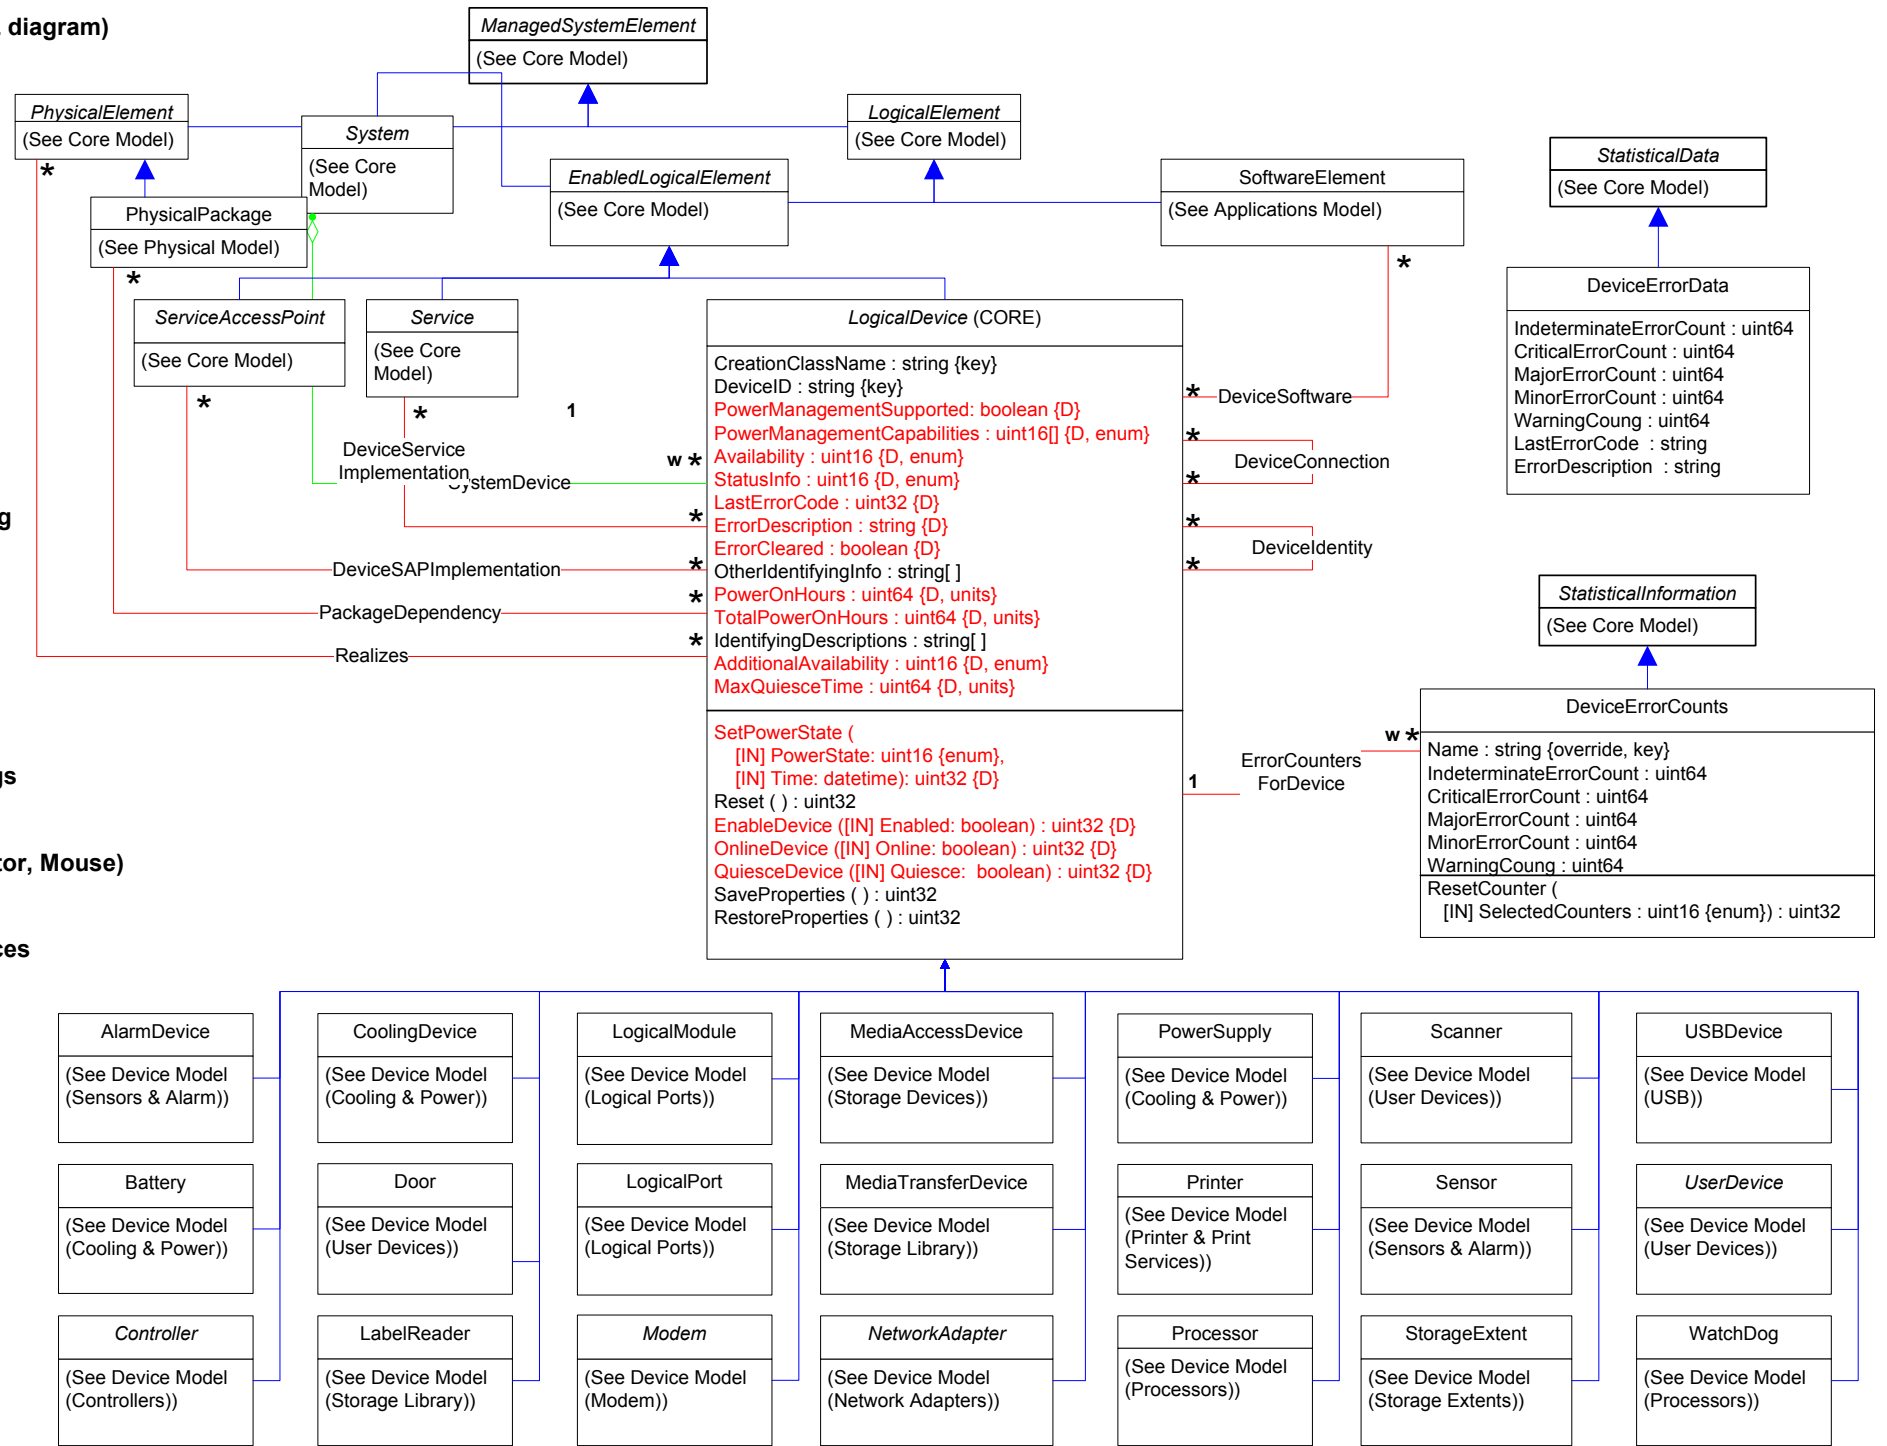 diagram)
ManagedSystemElement
(See Core Model)
PhysicalElement
(See Core Model)
System
(See Core
Model)
LogicalElement
(See Core Model)
EnabledLogicalElement
(See Core Model)
SoftwareElement
(See Applications Model)
StatisticalData
(See Core Model)
*
PhysicalPackage
(See Physical Model)
*
*
ServiceAccessPoint
(See Core Model)
*
Service
(See Core
Model)
*
1
DeviceService
Implementation
w *
SystemDevice
*
DeviceSAPImplementation
*
PackageDependency
*
Realizes
*
g
gs
tor, Mouse)
ces
LogicalDevice (CORE)
CreationClassName : string {key}
DeviceID : string {key}
PowerManagementSupported: boolean {D}
PowerManagementCapabilities : uint16[] {D, enum}
Availability : uint16 {D, enum}
StatusInfo : uint16 {D, enum}
LastErrorCode : uint32 {D}
ErrorDescription : string {D}
ErrorCleared : boolean {D}
OtherIdentifyingInfo : string[ ]
PowerOnHours : uint64 {D, units}
TotalPowerOnHours : uint64 {D, units}
IdentifyingDescriptions : string[ ]
AdditionalAvailability : uint16 {D, enum}
MaxQuiesceTime : uint64 {D, units}
SetPowerState (
[IN] PowerState: uint16 {enum},
[IN] Time: datetime): uint32 {D}
Reset ( ) : uint32
EnableDevice ([IN] Enabled: boolean) : uint32 {D}
OnlineDevice ([IN] Online: boolean) : uint32 {D}
QuiesceDevice ([IN] Quiesce: boolean) : uint32 {D}
SaveProperties ( ) : uint32
RestoreProperties ( ) : uint32
*
DeviceSoftware
*
DeviceConnection
*
*
DeviceIdentity
*
1
ErrorCounters
ForDevice
w *
DeviceErrorData
IndeterminateErrorCount : uint64
CriticalErrorCount : uint64
MajorErrorCount : uint64
MinorErrorCount : uint64
WarningCoung : uint64
LastErrorCode : string
ErrorDescription : string
StatisticalInformation
(See Core Model)
DeviceErrorCounts
Name : string {override, key}
IndeterminateErrorCount : uint64
CriticalErrorCount : uint64
MajorErrorCount : uint64
MinorErrorCount : uint64
WarningCoung : uint64
ResetCounter (
[IN] SelectedCounters : uint16 {enum}) : uint32
AlarmDevice
(See Device Model
(Sensors & Alarm))
CoolingDevice
(See Device Model
(Cooling & Power))
LogicalModule
(See Device Model
(Logical Ports))
MediaAccessDevice
(See Device Model
(Storage Devices))
PowerSupply
(See Device Model
(Cooling & Power))
Scanner
(See Device Model
(User Devices))
USBDevice
(See Device Model
(USB))
Battery
(See Device Model
(Cooling & Power))
Door
(See Device Model
(User Devices))
LogicalPort
(See Device Model
(Logical Ports))
MediaTransferDevice
(See Device Model
(Storage Library))
Printer
(See Device Model
(Printer & Print
Services))
Sensor
(See Device Model
(Sensors & Alarm))
UserDevice
(See Device Model
(User Devices))
Controller
(See Device Model
(Controllers))
LabelReader
(See Device Model
(Storage Library))
Modem
(See Device Model
(Modem))
NetworkAdapter
(See Device Model
(Network Adapters))
Processor
(See Device Model
(Processors))
StorageExtent
(See Device Model
(Storage Extents))
WatchDog
(See Device Model
(Processors))